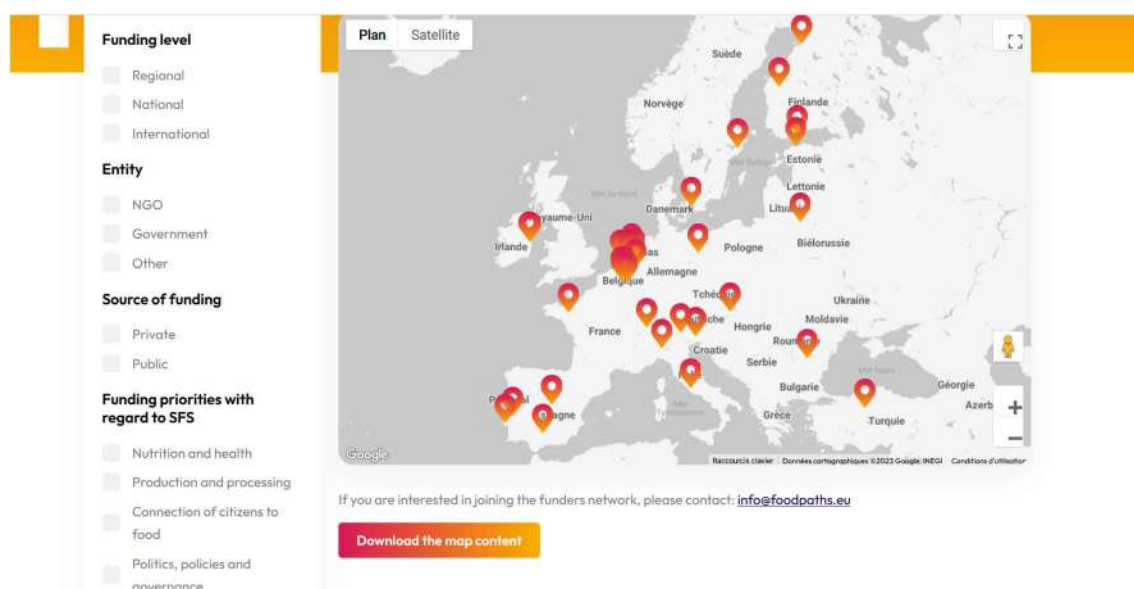 Funding level
Regional
National
International
Entity
NGO
Government
Other
Source of funding
Private
Public
Funding priorities with
regard to SFS
Nutrition and health
Production and processing
Connection of citizens to
food
Politics, policies and
governance
Plan
Satellite
Suède
Norvège
Finlande
Estonie
Lettonie
Danemark
Irlande
Pologne
Biélorussie
Belgique
Allemagne
Ukraine
Moldavie
France
Hongrie
Croatie
Serbie
Bulgarie
Géorgie
Grèce
Turquie
Google
Raccourcis clavier
Données cartographiques ©2023 Google, INEGI
Conditions d'utilisation
If you are interested in joining the funders network, please contact: info@foodpaths.eu
Download the map content